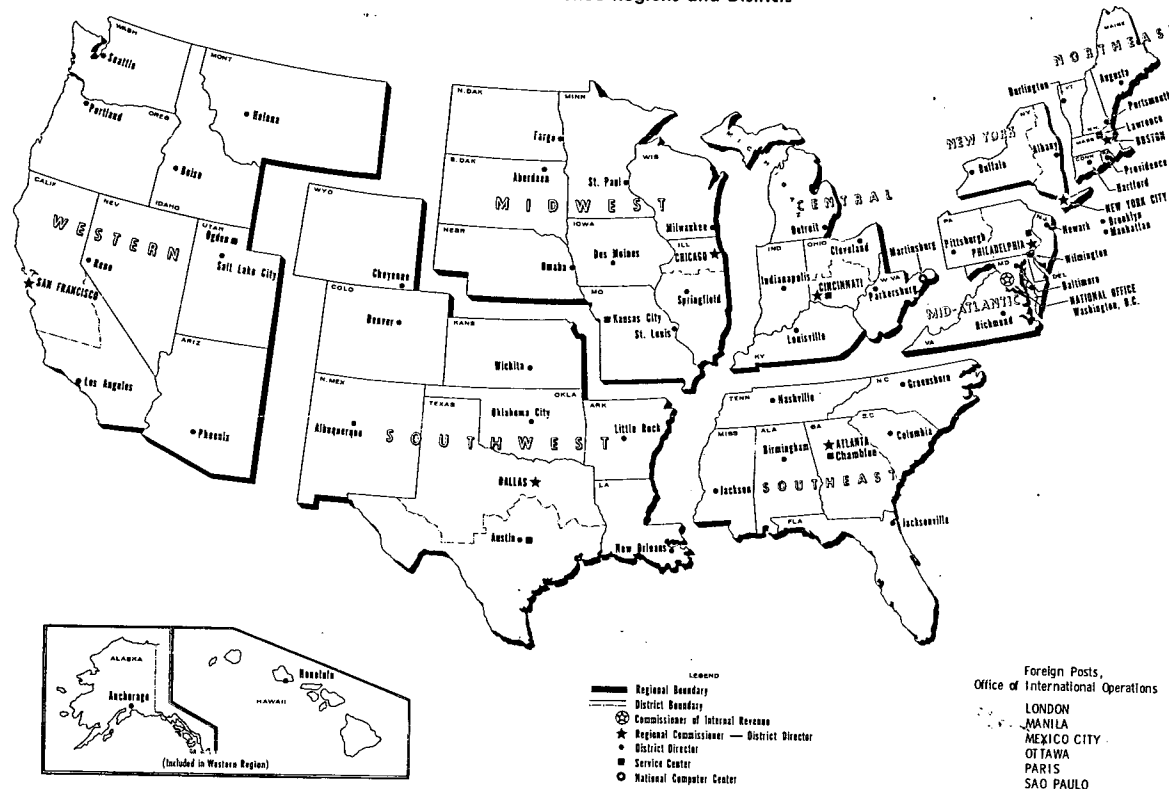 Regions and Districts
WASH
Seattle
Portland
OREG
MONT
Helena
Boise
IDAHO
CALIF
NEV
WESTERN
UTAH
Ogden
Salt Lake City
Reno
SAN FRANCISCO
Los Angeles
ARIZ
Phoenix
WYO
Cheyenne
COLO
Denver
N. MEX
Albuquerque
N. DAK
Fargo
S. DAK
Aberdeen
MINN
St. Paul
MIDWEST
NEBR
Omaha
IOWA
Des Moines
WIS
Milwaukee
ILL
CHICAGO
Springfield
MO
Kansas City
St. Louis
KANS
Wichita
OKLA
Oklahoma City
TEXAS
SOUTHWEST
DALLAS
Austin
ARK
Little Rock
LA
New Orleans
MICH
CENTRAL
Detroit
IND
Indianapolis
OHIO
Cleveland
CINCINNATI
W VA
Parkersburg
Martinsburg
Louisville
KY
TENN
Nashville
N.C.
Greensboro
MISS
Jackson
ALA
Birmingham
GA
ATLANTA
Chamblee
S.C.
Columbia
SOUTHEAST
FLA
Jacksonville
NORTHEAST
MAINE
Augusta
Burlington
VT
N.H.
Portsmouth
Lawrence
MASS
BOSTON
Providence
CONN
Hartford
NEW YORK
NY
Albany
Buffalo
NEW YORK CITY
Brooklyn
Manhattan
PA
Pittsburgh
PHILADELPHIA
N.J.
Newark
Wilmington
MD
DEL
Baltimore
NATIONAL OFFICE
Washington, D.C.
MID-ATLANTIC
Richmond
VA
ALASKA
Anchorage
Honolulu
HAWAII
(Included in Western Region)
LEGEND
Regional Boundary
District Boundary
Commissioner of Internal Revenue
Regional Commissioner — District Director
District Director
Service Center
National Computer Center
Foreign Posts,
Office of International Operations
LONDON
MANILA
MEXICO CITY
OTTAWA
PARIS
SAO PAULO